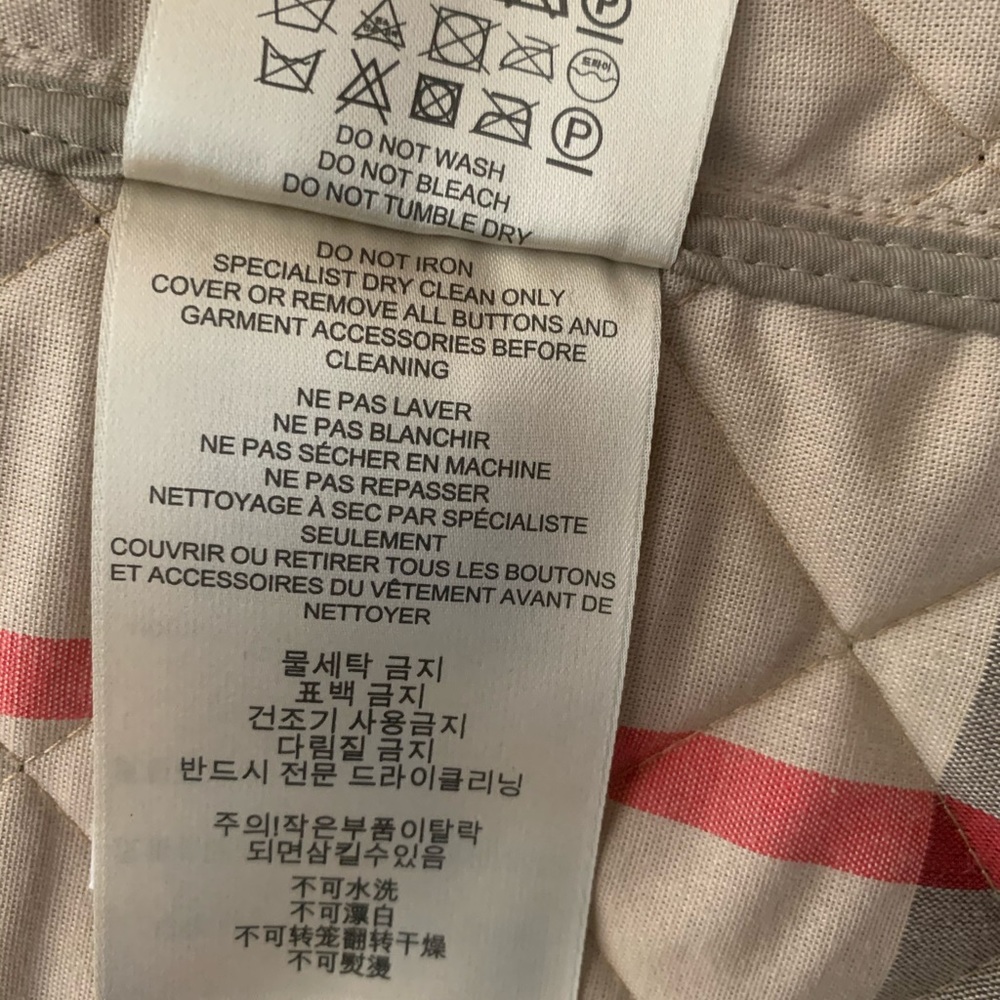 P
드라이
P
DO NOT WASH
DO NOT BLEACH
DO NOT TUMBLE DRY
DO NOT IRON
SPECIALIST DRY CLEAN ONLY
COVER OR REMOVE ALL BUTTONS AND
GARMENT ACCESSORIES BEFORE
CLEANING
NE PAS LAVER
NE PAS BLANCHIR
NE PAS SÉCHER EN MACHINE
NE PAS REPASSER
NETTOYAGE À SEC PAR SPÉCIALISTE
SEULEMENT
COUVRIR OU RETIRER TOUS LES BOUTONS
ET ACCESSOIRES DU VÊTEMENT AVANT DE
NETTOYER
물세탁 금지
표백 금지
건조기 사용금지
다림질 금지
반드시 전문 드라이클리닝
주의!작은부품이탈락
되면삼킬수있음
不可水洗
不可漂白
不可转笼翻转干燥
不可熨烫